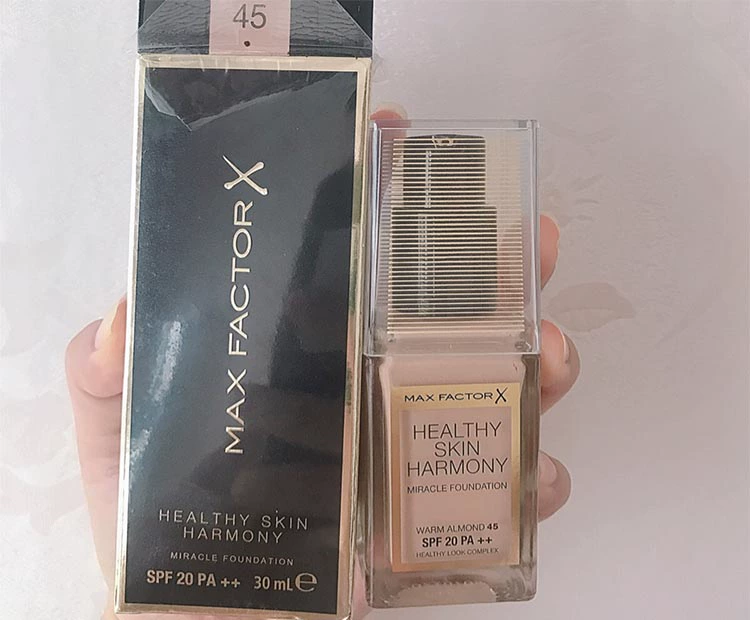 45
MAX FACTOR X
HEALTHY SKIN
HARMONY
MIRACLE FOUNDATION
SPF 20 PA ++ 30 mL℮
MAX FACTOR X
HEALTHY
SKIN
HARMONY
MIRACLE FOUNDATION
WARM ALMOND 45
SPF 20 PA ++
HEALTHY LOOK COMPLEX